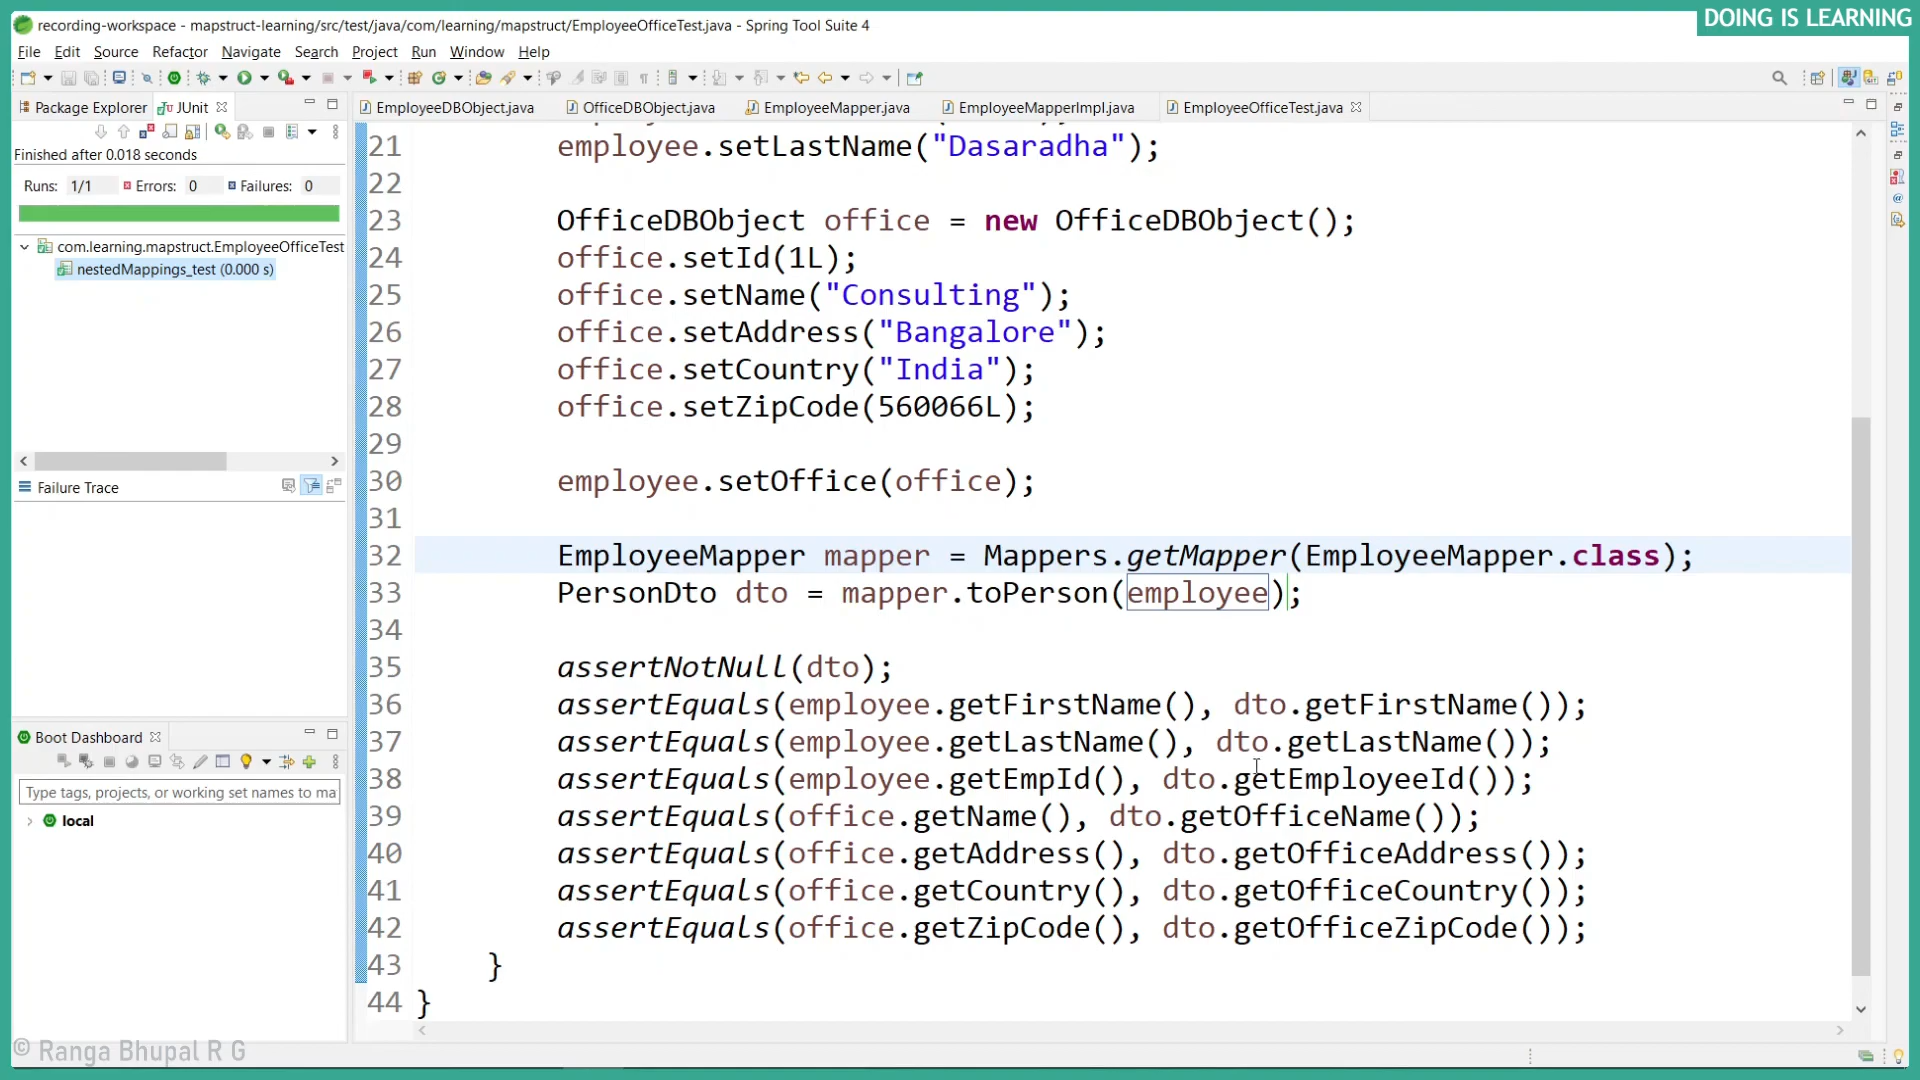 DOING IS LEARNING
recording-workspace - mapstruct-learning/src/test/java/com/learning/mapstruct/EmployeeOfficeTest.java - Spring Tool Suite 4
File Edit Source Refactor Navigate Search Project Run Window Help
Package Explorer JUnit
EmployeeDBObject.java OfficeDBObject.java EmployeeMapper.java EmployeeMapperImpl.java EmployeeOfficeTest.java
Finished after 0.018 seconds
Runs: 1/1 Errors: 0 Failures: 0
com.learning.mapstruct.EmployeeOfficeTest
nestedMappings_test (0.000 s)
Failure Trace
Boot Dashboard
Type tags, projects, or working set names to ma
local
21 employee.setLastName("Dasaradha");
22
23 OfficeDBObject office = new OfficeDBObject();
24 office.setId(1L);
25 office.setName("Consulting");
26 office.setAddress("Bangalore");
27 office.setCountry("India");
28 office.setZipCode(560066L);
29
30 employee.setOffice(office);
31
32 EmployeeMapper mapper = Mappers.getMapper(EmployeeMapper.class);
33 PersonDto dto = mapper.toPerson(employee);
34
35 assertNotNull(dto);
36 assertEquals(employee.getFirstName(), dto.getFirstName());
37 assertEquals(employee.getLastName(), dto.getLastName());
38 assertEquals(employee.getEmpId(), dto.getEmployeeId());
39 assertEquals(office.getName(), dto.getOfficeName());
40 assertEquals(office.getAddress(), dto.getOfficeAddress());
41 assertEquals(office.getCountry(), dto.getOfficeCountry());
42 assertEquals(office.getZipCode(), dto.getOfficeZipCode());
43 }
44 }
© Ranga Bhupal R G